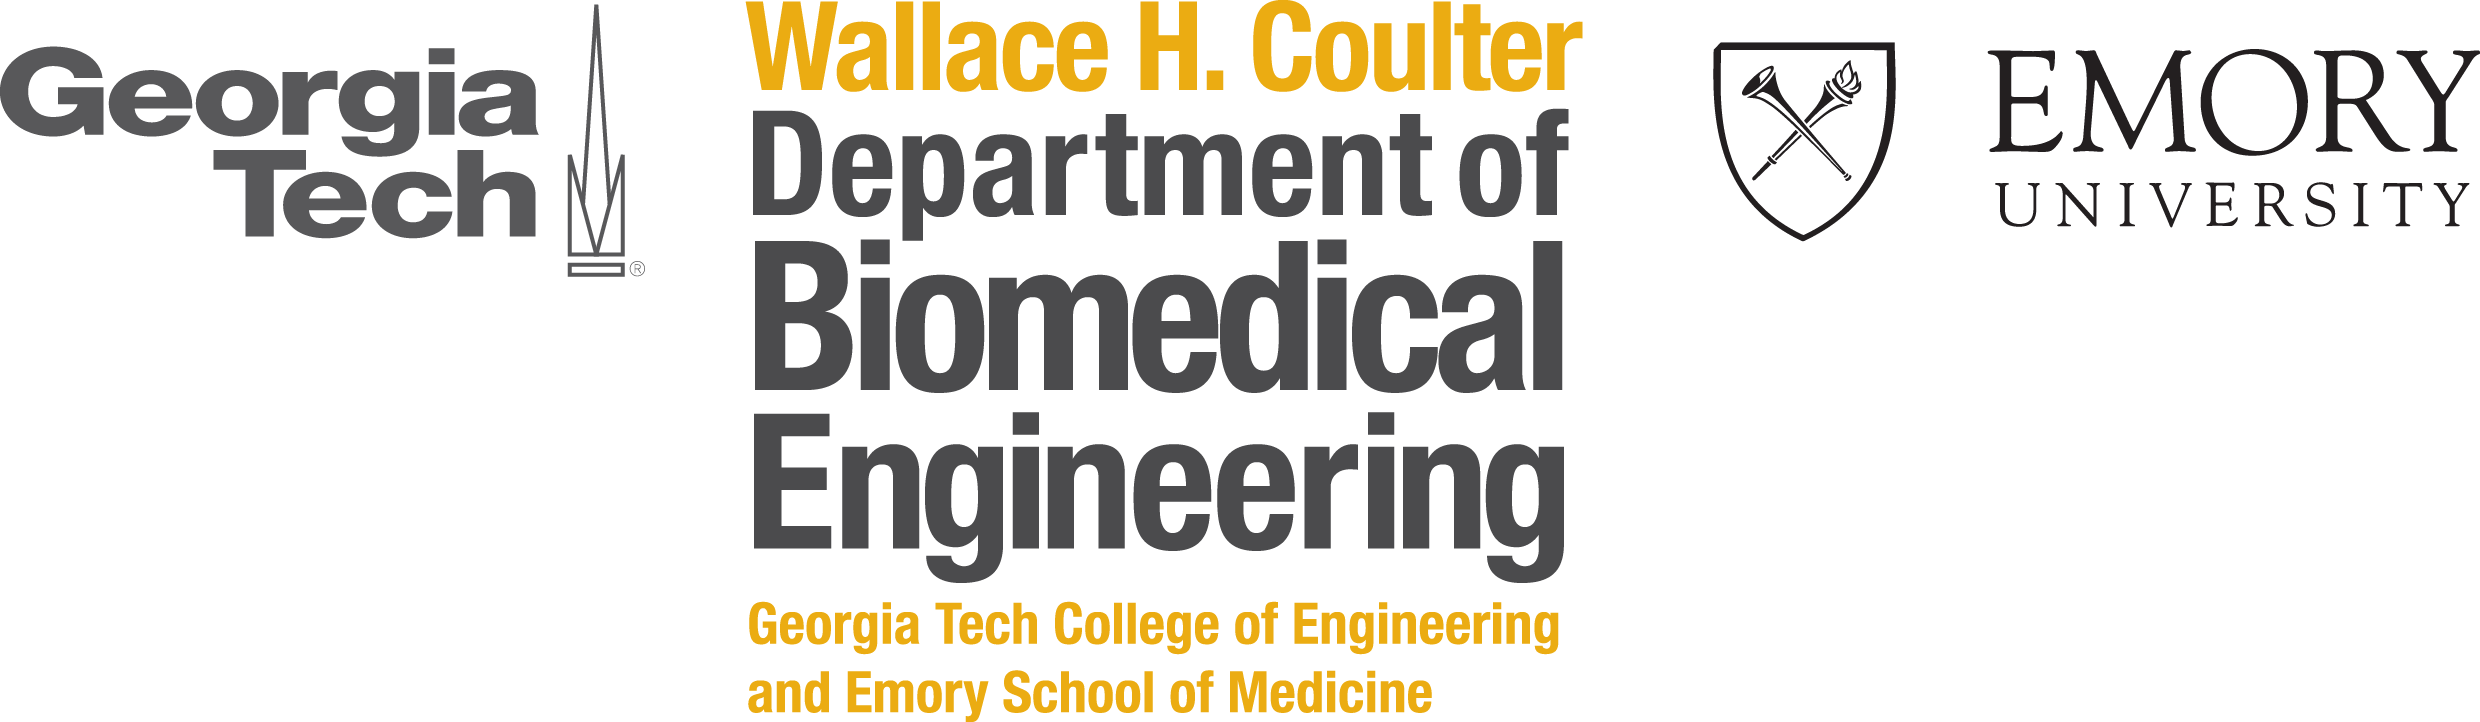 Georgia
Tech
®
Wallace H. Coulter
Department of
Biomedical
Engineering
Georgia Tech College of Engineering
and Emory School of Medicine
EMORY
UNIVERSITY